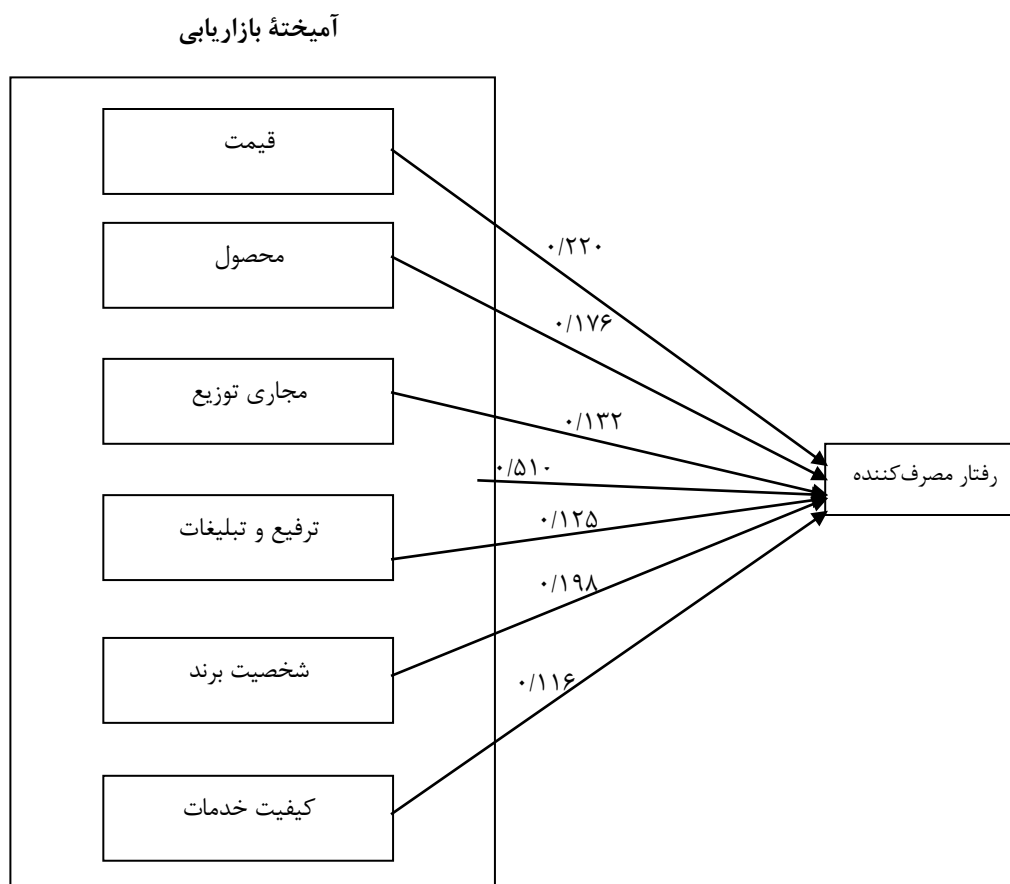 آمیختهٔ بازاریابی
قیمت
۰/۲۲۰
محصول
۰/۱۷۶
مجاری توزیع
۰/۱۳۲
۰/۵۱۰
رفتار مصرف‌کننده
ترفیع و تبلیغات
۰/۱۲۵
۰/۱۹۸
شخصیت برند
۰/۱۱۶
کیفیت خدمات